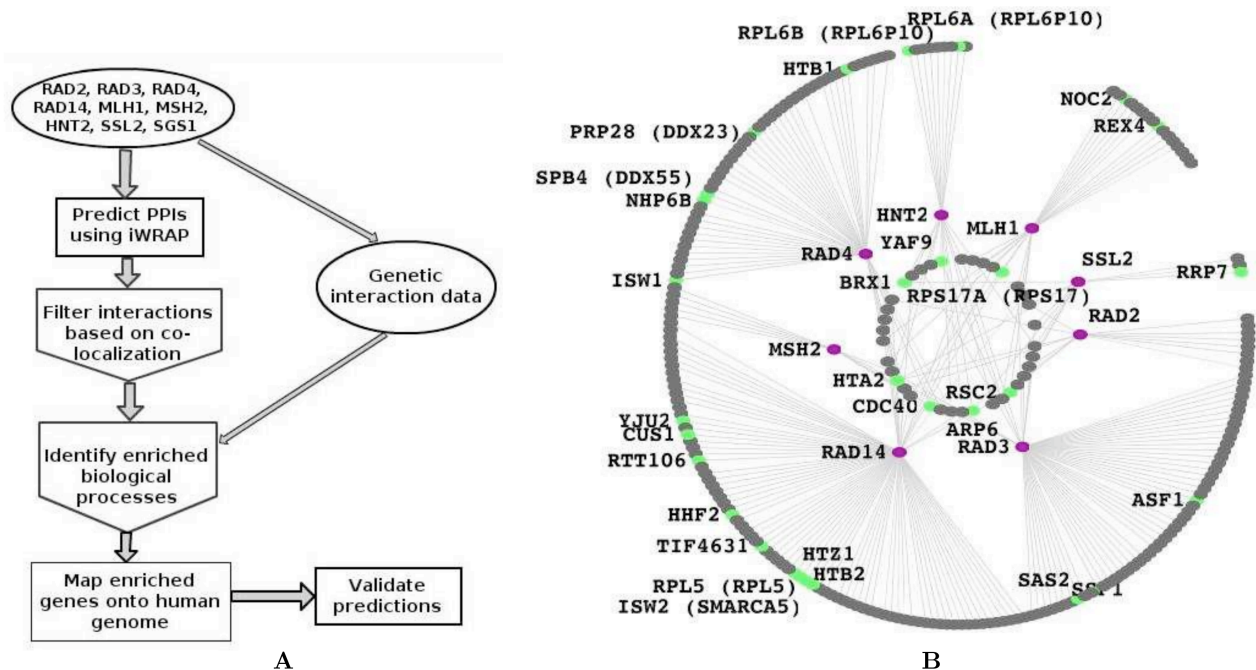 RAD2, RAD3, RAD4,
RAD14, MLH1, MSH2,
HNT2, SSL2, SGS1
Predict PPIs
using iWRAP
Genetic
interaction data
Filter interactions
based on co-
localization
Identify enriched
biological
processes
Map enriched
genes onto human
genome
Validate
predictions
A
RPL6A (RPL6P10)
RPL6B (RPL6P10)
HTB1
NOC2
REX4
PRP28 (DDX23)
SPB4 (DDX55)
NHP6B
HNT2
MLH1
YAF9
RAD4
SSL2
RRP7
ISW1
BRX1
RPS17A (RPS17)
RAD2
MSH2
HTA2
RSC2
CDC40
YJU2
CUS1
ARP6
RAD3
RAD14
RTT106
ASF1
HHF2
TIF4631
HTZ1
HTB2
SAS2
RPL5 (RPL5)
ISW2 (SMARCA5)
B